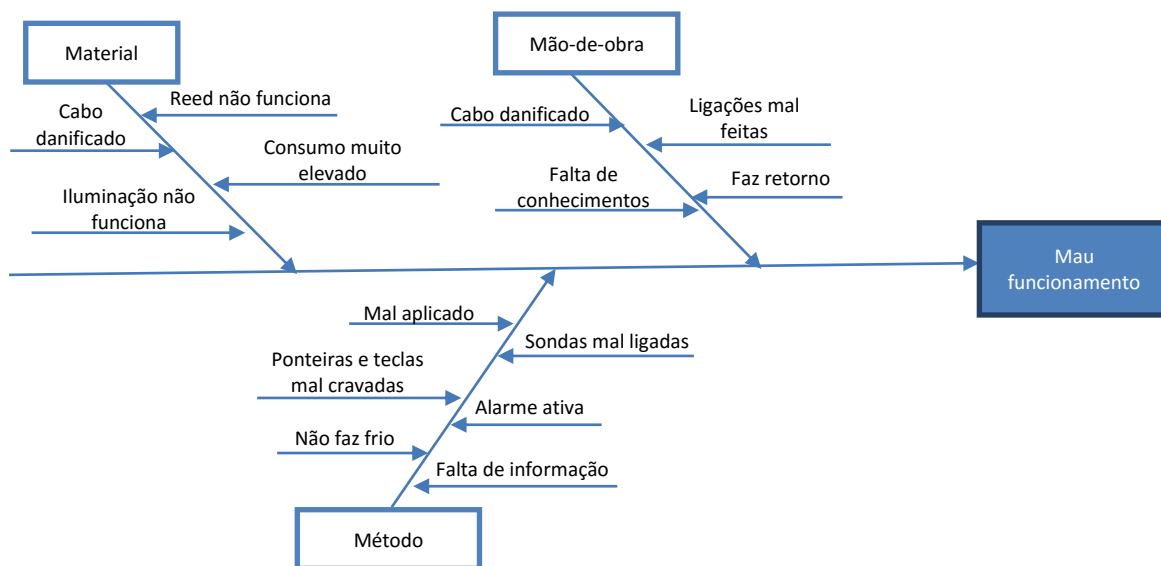 Material
Mão-de-obra
Reed não funciona
Cabo
danificado
Consumo muito
elevado
Iluminação não
funciona
Cabo danificado
Ligações mal
feitas
Falta de
conhecimentos
Faz retorno
Mau
funcionamento
Mal aplicado
Sondas mal ligadas
Ponteiras e teclas
mal cravadas
Alarme ativa
Não faz frio
Falta de informação
Método